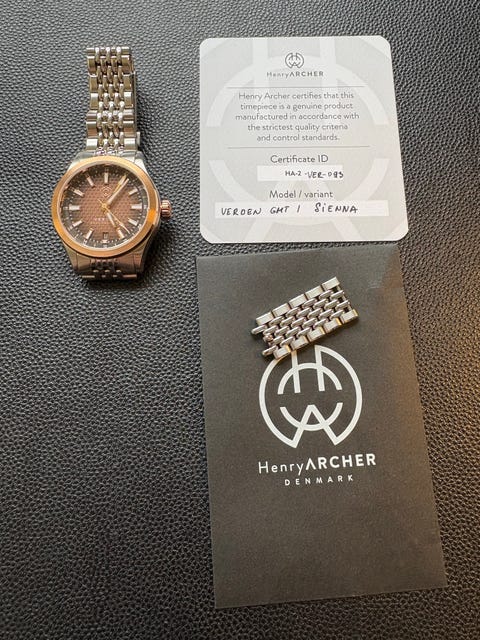 HenryARCHER
Henry Archer certifies that this
timepiece is a genuine product
manufactured in accordance with
the strictest quality criteria
and control standards.
Certificate ID
HA-2-VER-085
Model / variant
VERDEN GMT / SIENNA
HenryARCHER
DENMARK